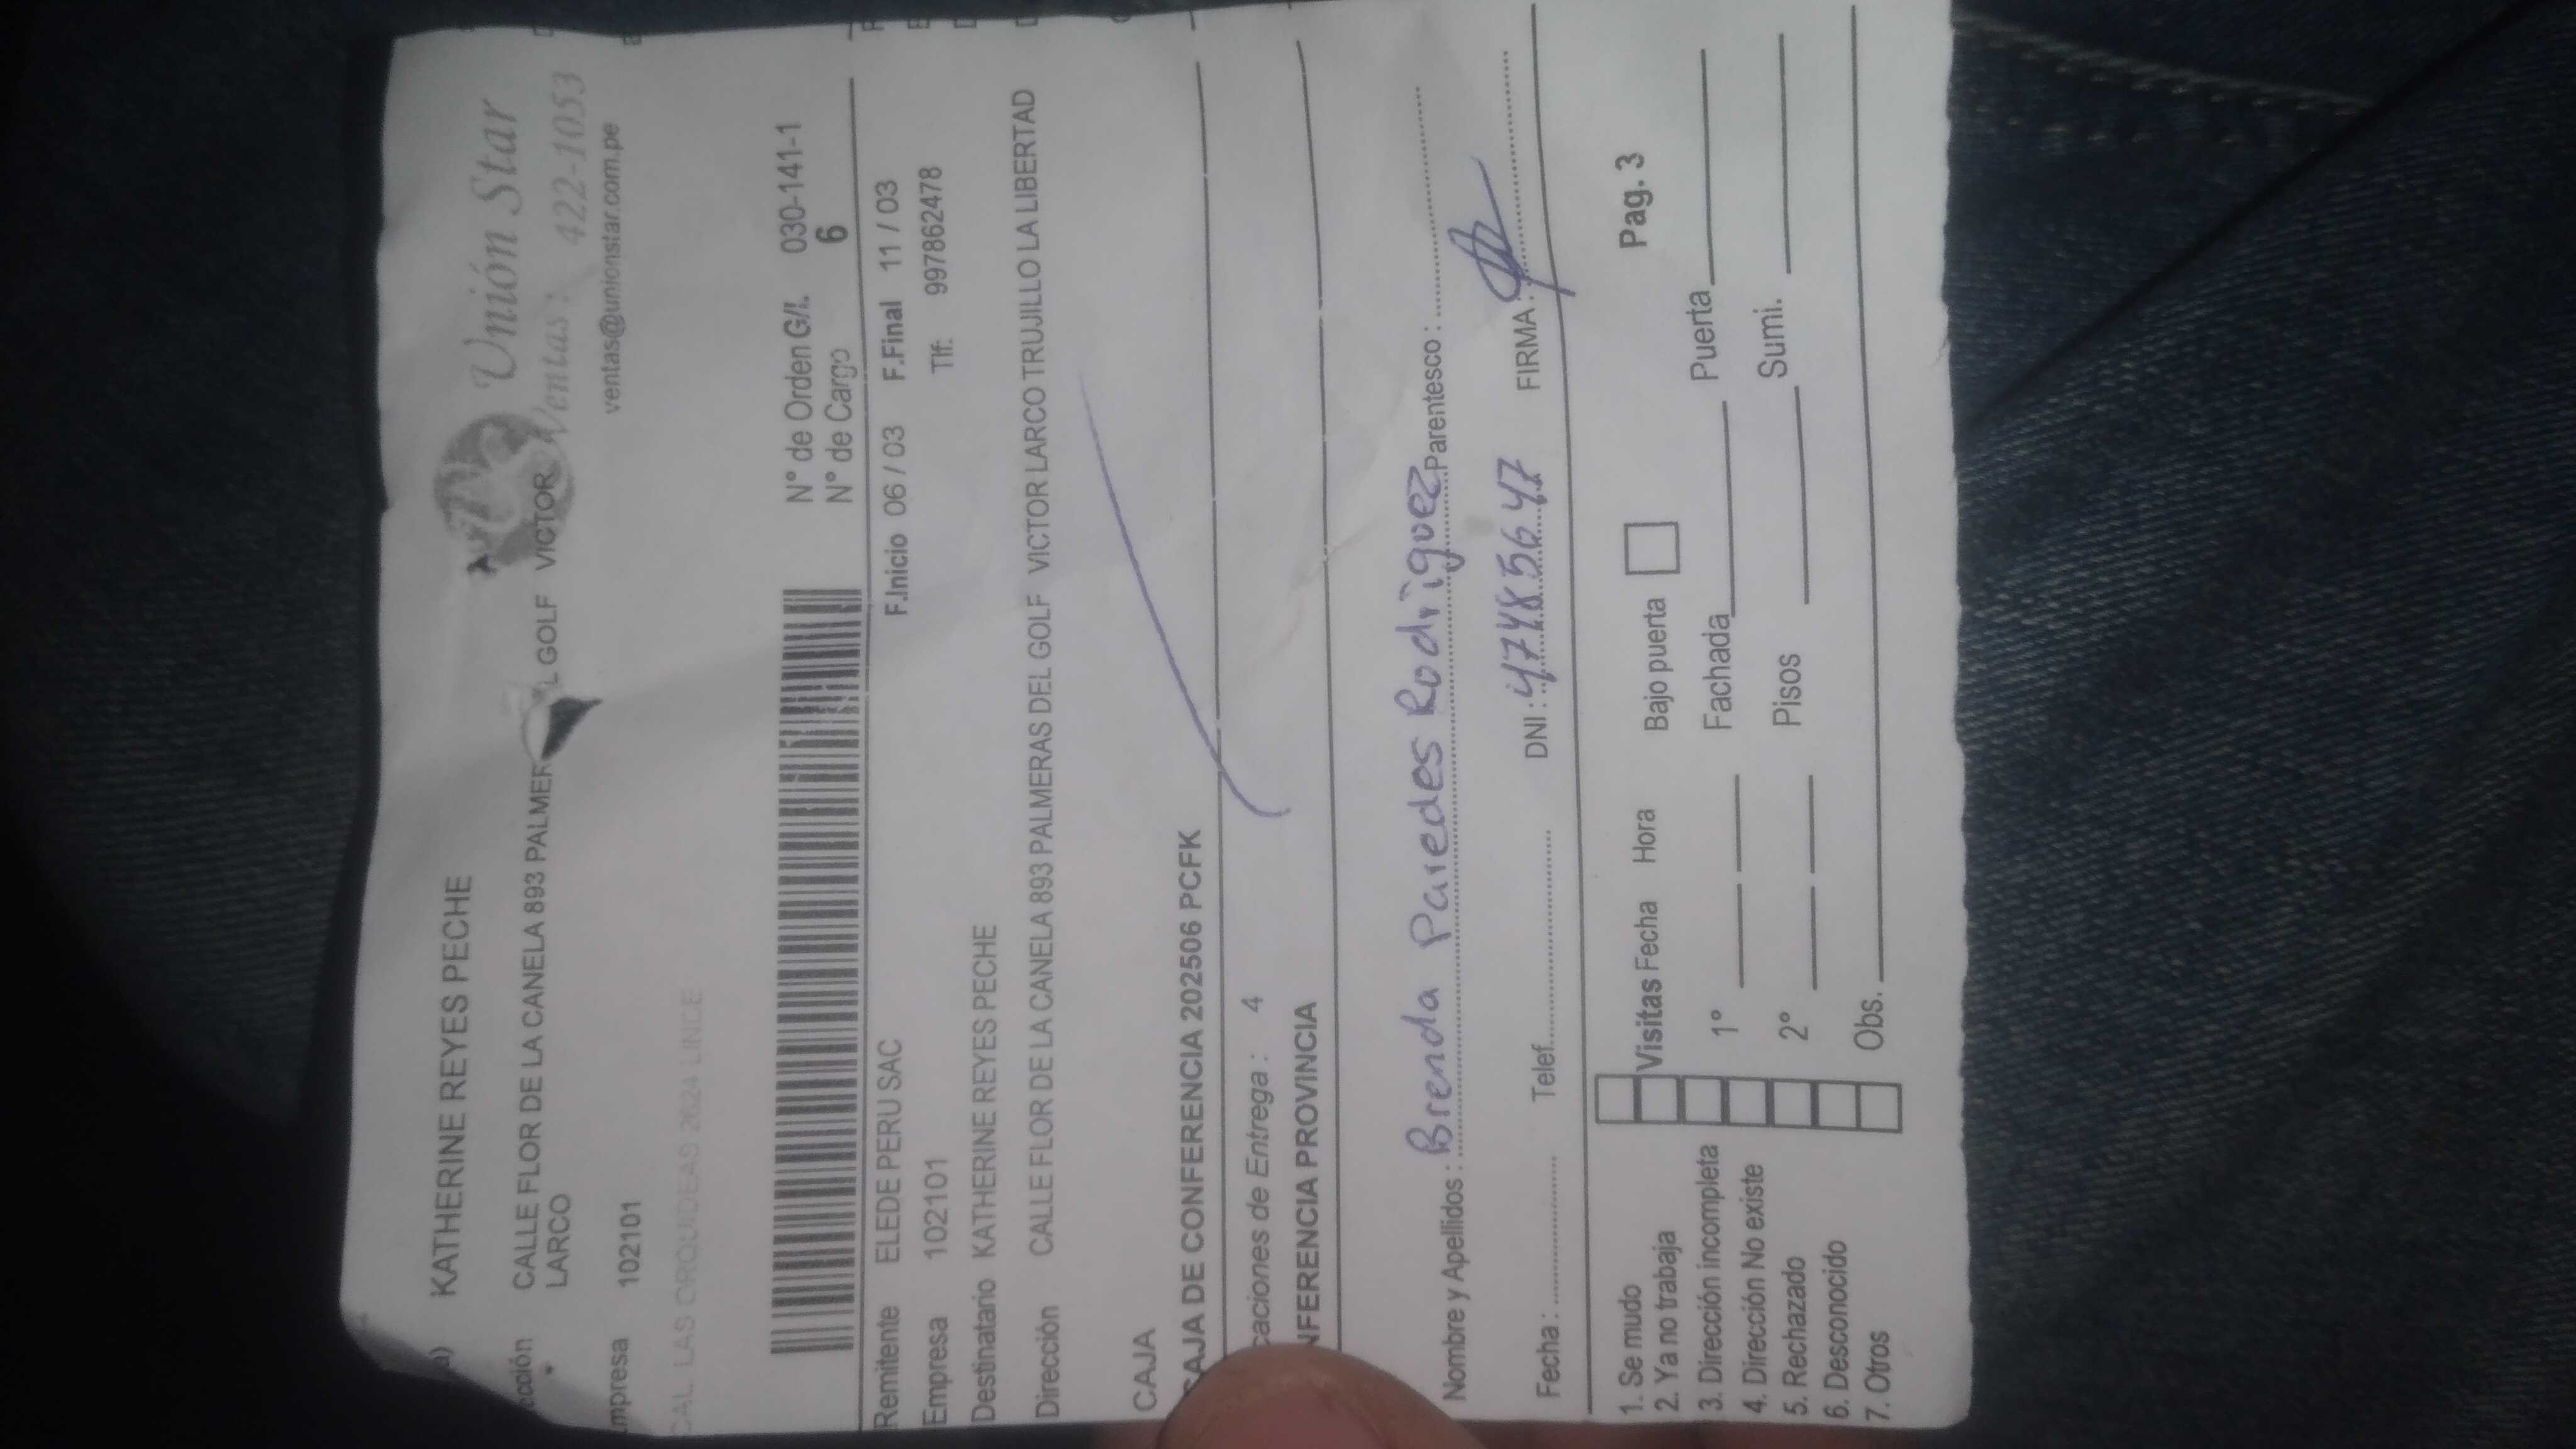 KATHERINE REYES PECHE
Unión Star
Ventas: 422-1053
ventas@unionstar.com.pe
ección CALLE FLOR DE LA CANELA 893 PALMER L GOLF VICTOR
LARCO
mpresa 102101
CAL. LAS ORQUIDEAS 2624 LINCE
N° de Orden G/L 030-141-1
N° de Cargo 6
Remitente ELEDE PERU SAC F.Inicio 06 / 03 F.Final 11 / 03
Empresa 102101 Tlf: 997862478
Destinatario KATHERINE REYES PECHE
Dirección CALLE FLOR DE LA CANELA 893 PALMERAS DEL GOLF VICTOR LARCO TRUJILLO LA LIBERTAD
CAJA
CAJA DE CONFERENCIA 202506 PCFK
caciones de Entrega : 4
NFERENCIA PROVINCIA
Nombre y Apellidos : Brenda Paredes Rodriguez Parentesco :
Fecha : Telef. DNI : 47485647 FIRMA :
1. Se mudo
2. Ya no trabaja
3. Dirección incompleta
4. Dirección No existe
5. Rechazado
6. Desconocido
7. Otros
Visitas Fecha Hora Bajo puerta Pag. 3
1° Fachada Puerta
2° Pisos Sumi.
Obs.